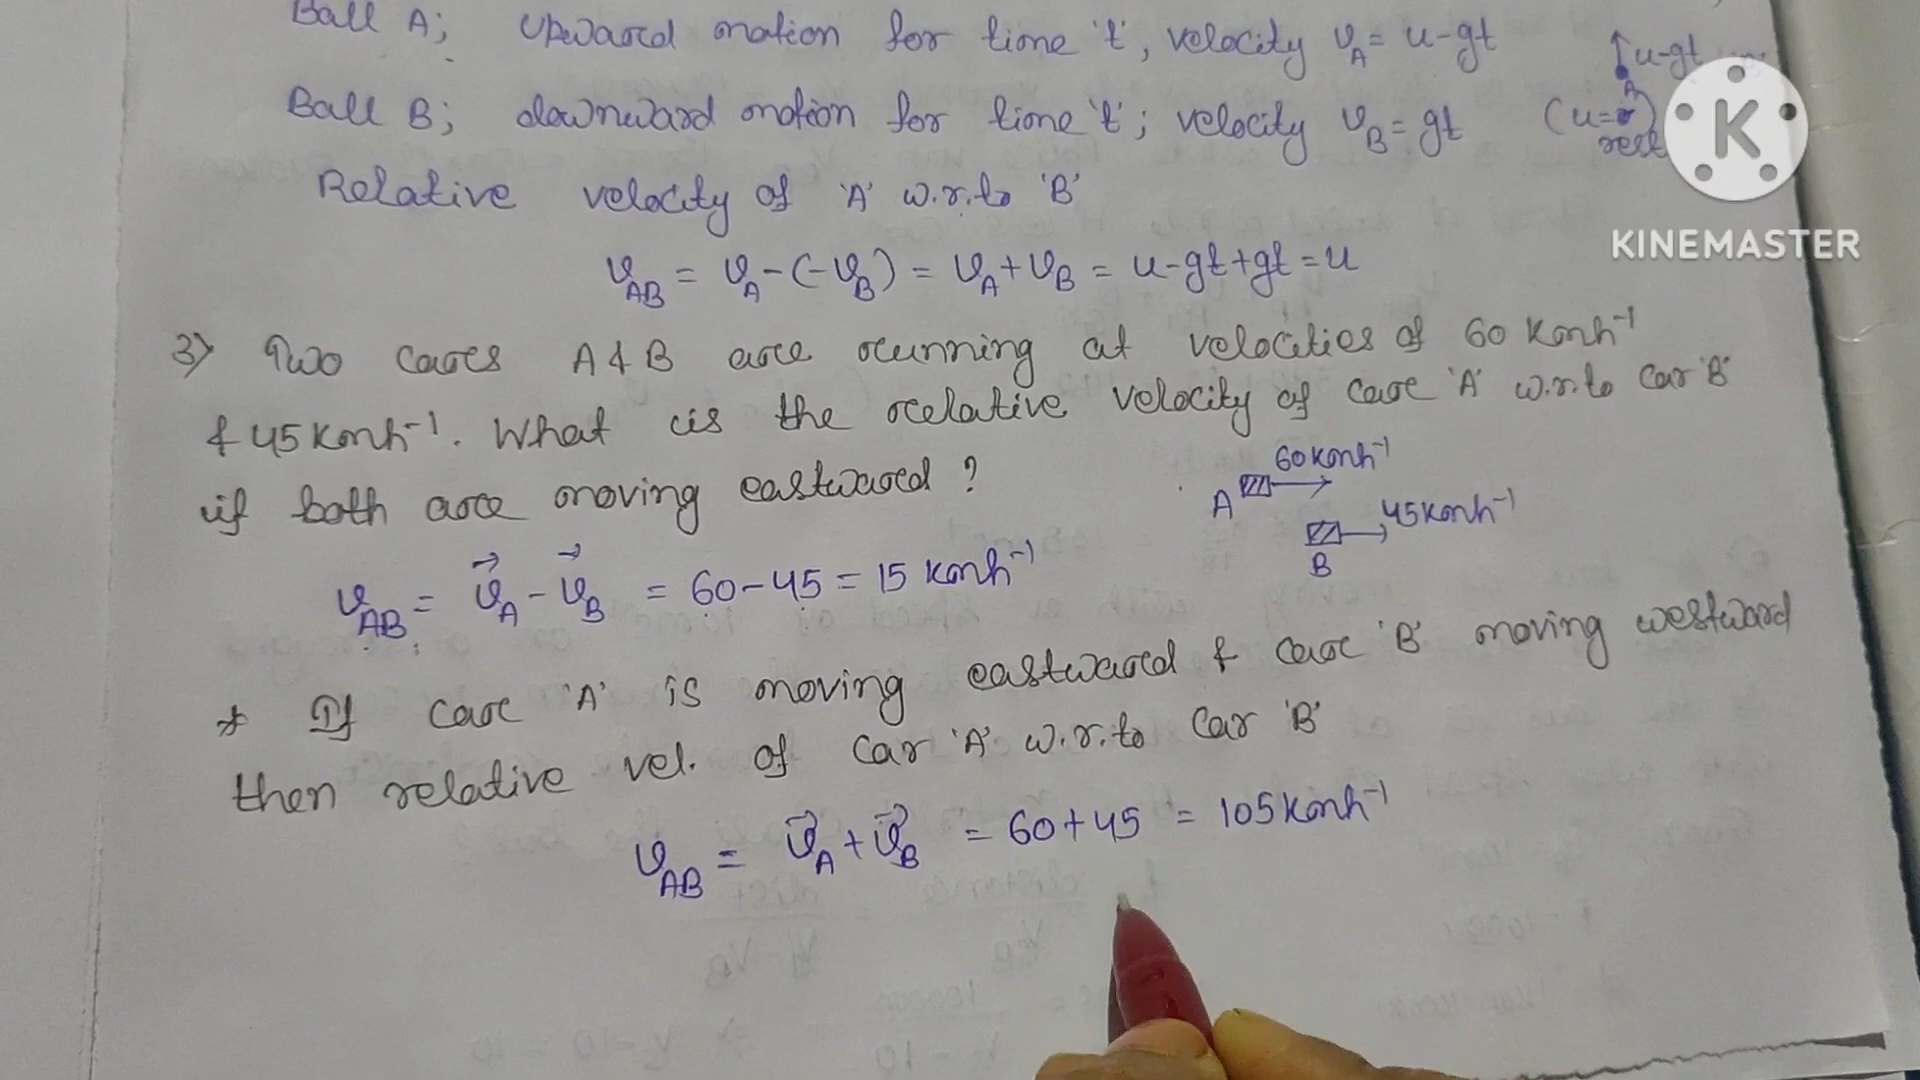 Ball A; Upward motion for time 't', velocity v_A = u-gt
u-gt
A
Ball B; downward motion for time 't'; velocity v_B = gt
(u=
rest
K
KINEMASTER
Relative velocity of 'A' w.r.to 'B'
v_AB = v_A-(-v_B) = v_A+v_B = u-gt+gt = u
3) Two cars A & B are running at velocities of 60 Kmh⁻¹
& 45 Kmh⁻¹. What is the relative velocity of car 'A' w.r.to car 'B'
if both are moving eastward?
A 60 Kmh⁻¹
B 45 Kmh⁻¹
v_AB = v⃗_A - v⃗_B = 60-45 = 15 Kmh⁻¹
* If car 'A' is moving eastward & car 'B' moving westward
then relative vel. of car 'A' w.r.to car 'B'
v_AB = v⃗_A + v⃗_B = 60+45 = 105 Kmh⁻¹